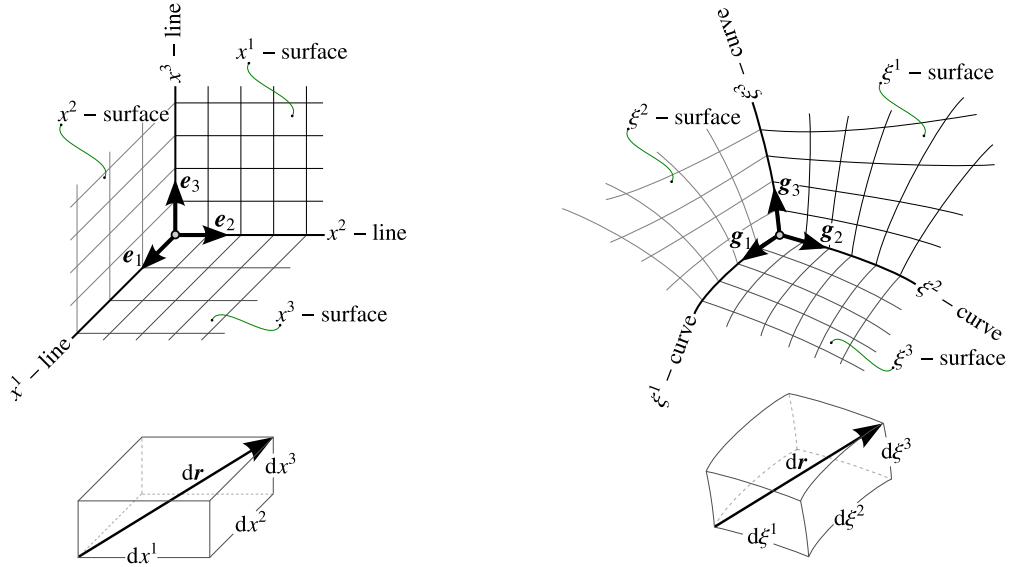 x³ – line
x¹ – surface
x² – surface
e₃
e₂
e₁
x² – line
x³ – surface
x¹ – line
dr
dx³
dx²
dx¹
ξ³ – curve
ξ¹ – surface
ξ² – surface
g₃
g₁
g₂
ξ² – curve
ξ³ – surface
ξ¹ – curve
dr
dξ³
dξ²
dξ¹